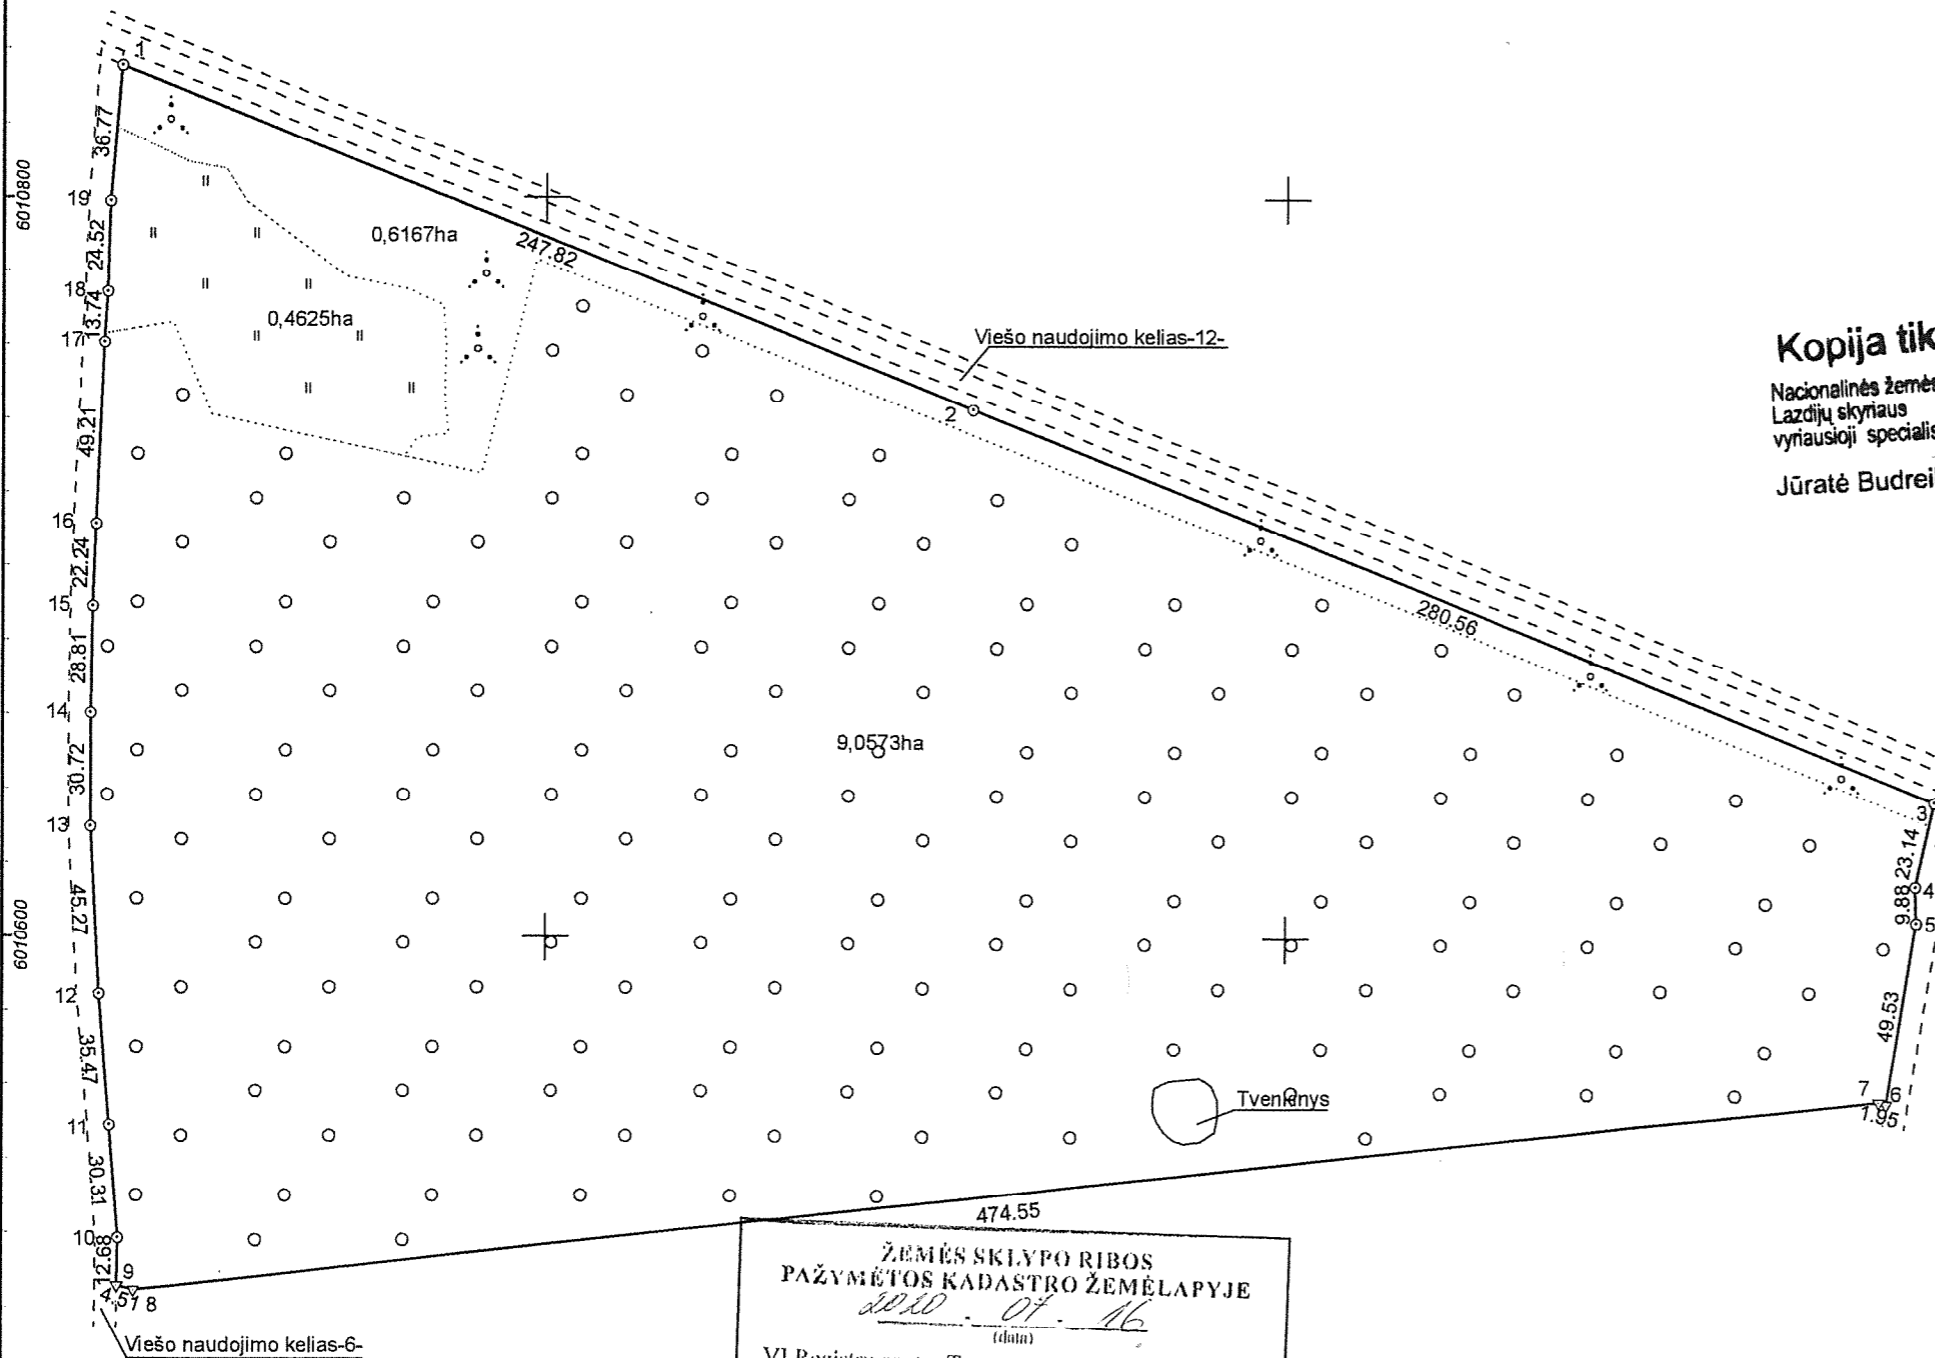 1
36.77
6010800
19
0,6167ha
247.82
24.52
18
0,4625ha
13.74
17
Viešo naudojimo kelias-12-
Kopija tik
Nacionalinės žemės
Lazdijų skyriaus
vyriausioji specialis
Jūratė Budrei
2
49.21
16
22.24
15
280.56
28.81
14
9,0573ha
30.72
13
3
23.14
4
9.88
5
45.27
6010600
12
49.53
35.47
7
6
1.95
Tvenkinys
11
30.31
474.55
10
12.98
9
4.57
8
ŽEMĖS SKLYPO RIBOS
PAŽYMĖTOS KADASTRO ŽEMĖLAPYJE
2020 . 07 . 16
(data)
Viešo naudojimo kelias-6-